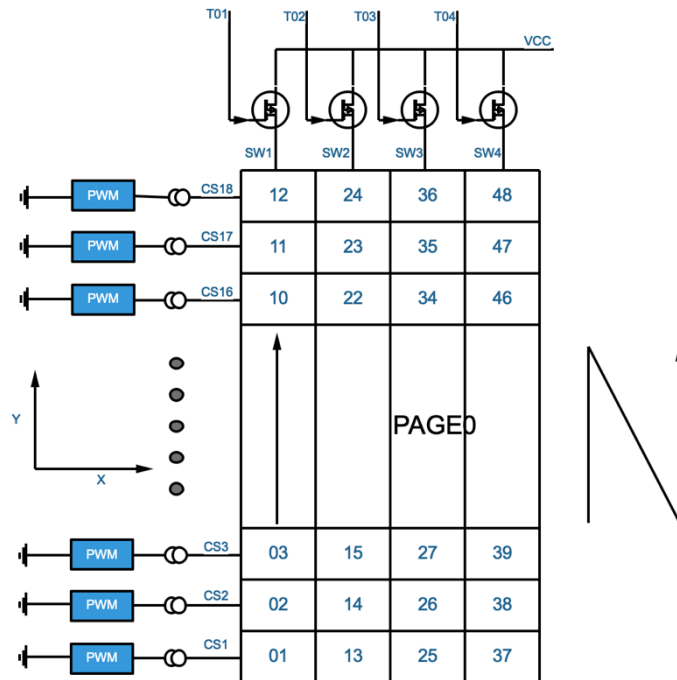 T01 T02 T03 T04
VCC
SW1 SW2 SW3 SW4
PWM CS18 12 24 36 48
PWM CS17 11 23 35 47
PWM CS16 10 22 34 46
Y
X
PAGE0
PWM CS3 03 15 27 39
PWM CS2 02 14 26 38
PWM CS1 01 13 25 37